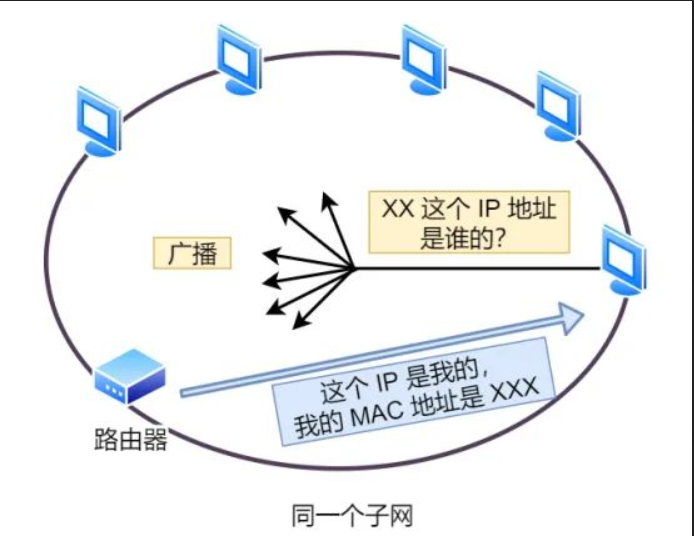 XX 这个 IP 地址
是谁的？
广播
这个 IP 是我的，
我的 MAC 地址是 XXX
路由器
同一个子网